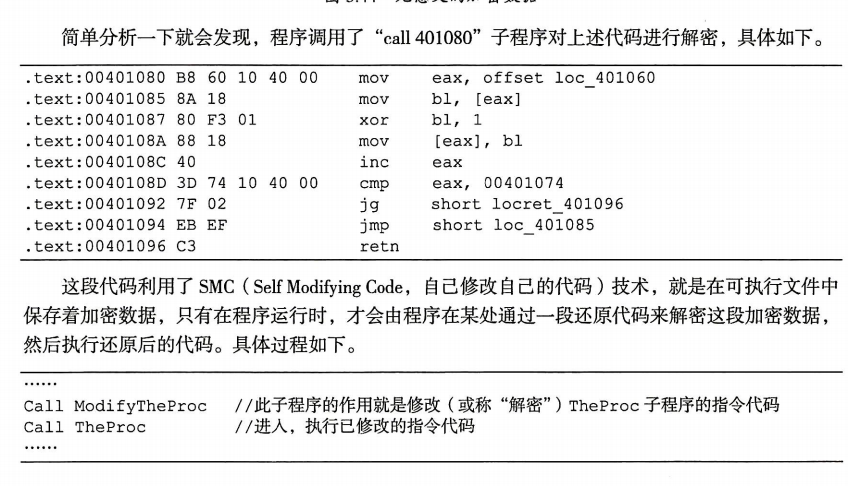 简单分析一下就会发现，程序调用了“call 401080”子程序对上述代码进行解密，具体如下。
.text:00401080 B8 60 10 40 00 mov eax, offset loc_401060
.text:00401085 8A 18 mov bl, [eax]
.text:00401087 80 F3 01 xor bl, 1
.text:0040108A 88 18 mov [eax], bl
.text:0040108C 40 inc eax
.text:0040108D 3D 74 10 40 00 cmp eax, 00401074
.text:00401092 7F 02 jg short locret_401096
.text:00401094 EB EF jmp short loc_401085
.text:00401096 C3 retn
这段代码利用了 SMC（Self Modifying Code，自己修改自己的代码）技术，就是在可执行文件中
保存着加密数据，只有在程序运行时，才会由程序在某处通过一段还原代码来解密这段加密数据，
然后执行还原后的代码。具体过程如下。
……
Call ModifyTheProc //此子程序的作用就是修改（或称“解密”）TheProc 子程序的指令代码
Call TheProc //进入，执行已修改的指令代码
……